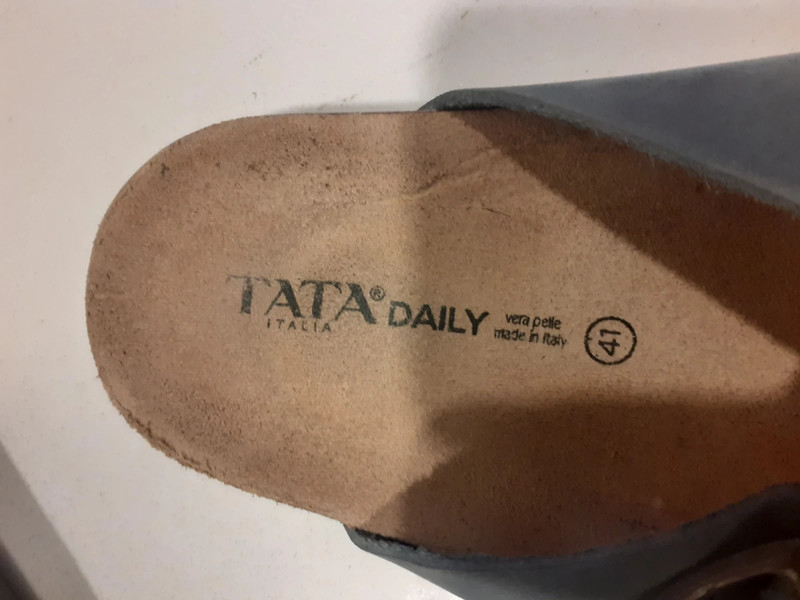 TATA® DAILY
ITALIA
vera pelle
made in italy
41